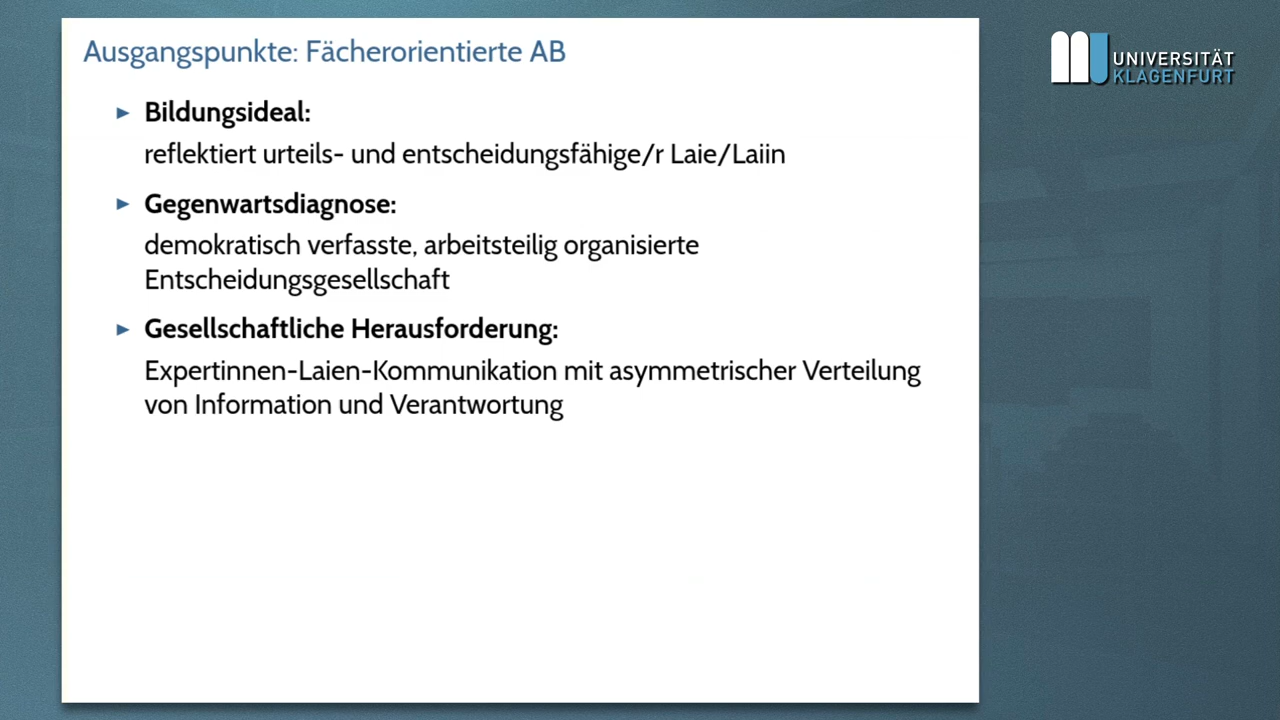 Ausgangspunkte: Fächerorientierte AB
► Bildungsideal:
reflektiert urteils- und entscheidungsfähige/r Laie/Laiin
► Gegenwartsdiagnose:
demokratisch verfasste, arbeitsteilig organisierte
Entscheidungsgesellschaft
► Gesellschaftliche Herausforderung:
Expertinnen-Laien-Kommunikation mit asymmetrischer Verteilung
von Information und Verantwortung
UNIVERSITÄT
KLAGENFURT